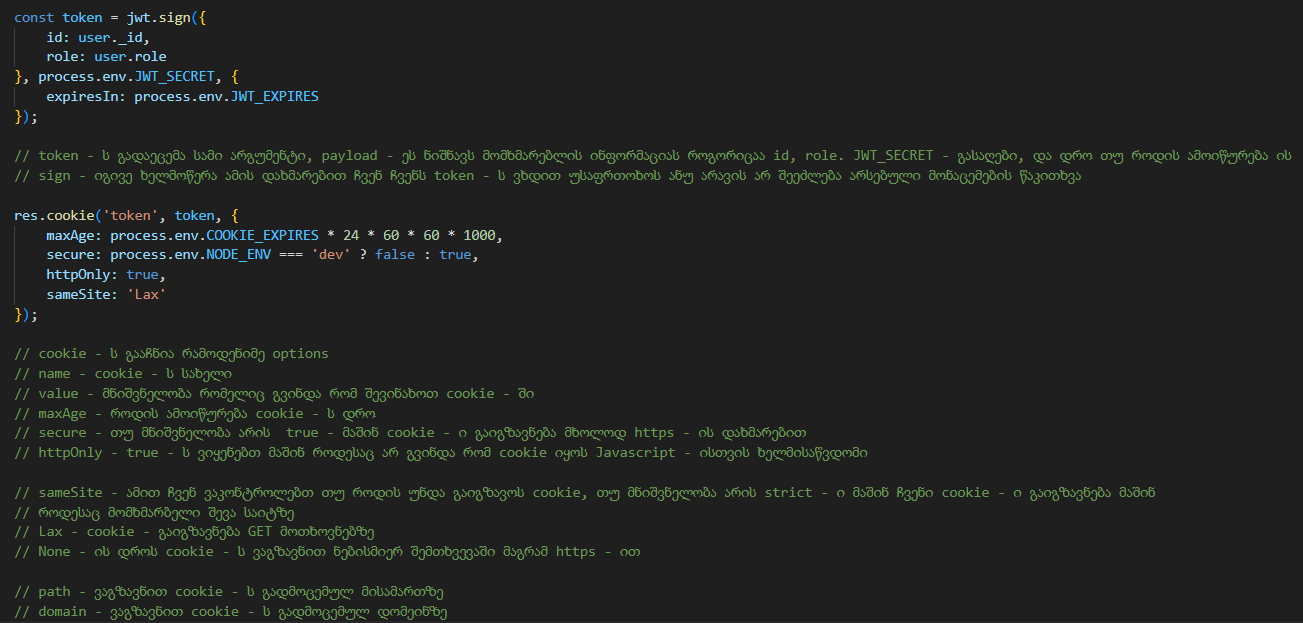 const token = jwt.sign({
    id: user._id,
    role: user.role
}, process.env.JWT_SECRET, {
    expiresIn: process.env.JWT_EXPIRES
});
// token - ს გადაეცემა სამი არგუმენტი, payload - ეს ნიშნავს მომხმარებლის ინფორმაციას როგორიცაა id, role. JWT_SECRET - გასაღები, და დრო თუ როდის ამოიწურება ის
// sign - იგივე ხელმოწერა ამის დახმარებით ჩვენ ჩვენს token - ს ვხდით უსაფრთოხოს ანუ არავის არ შეეძლება არსებული მონაცემების წაკითხვა
res.cookie('token', token, {
    maxAge: process.env.COOKIE_EXPIRES * 24 * 60 * 60 * 1000,
    secure: process.env.NODE_ENV === 'dev' ? false : true,
    httpOnly: true,
    sameSite: 'Lax'
});
// cookie - ს გააჩნია რამოდენიმე options
// name - cookie - ს სახელი
// value - მნიშვნელობა რომელიც გვინდა რომ შევინახოთ cookie - ში
// maxAge - როდის ამოიწურება cookie - ს დრო
// secure - თუ მნიშვნელობა არის  true - მაშინ cookie - ი გაიგზავნება მხოლოდ https - ის დახმარებით
// httpOnly - true - ს ვიყენებთ მაშინ როდესაც არ გვინდა რომ cookie იყოს Javascript - ისთვის ხელმისაწვდომი
// sameSite - ამით ჩვენ ვაკონტროლებთ თუ როდის უნდა გაიგზავოს cookie, თუ მნიშვნელობა არის strict - ი მაშინ ჩვენი cookie - ი გაიგზავნება მაშინ
// როდესაც მომხმარბელი შევა საიტზე
// Lax - cookie - გაიგზავნება GET მოთხოვნებზე
// None - ის დროს cookie - ს ვაგზავნით ნებისმიერ შემთხვევაში მაგრამ https - ით
// path - ვაგზავნით cookie - ს გადმოცემულ მისამართზე
// domain - ვაგზავნით cookie - ს გადმოცემულ დომეინზე